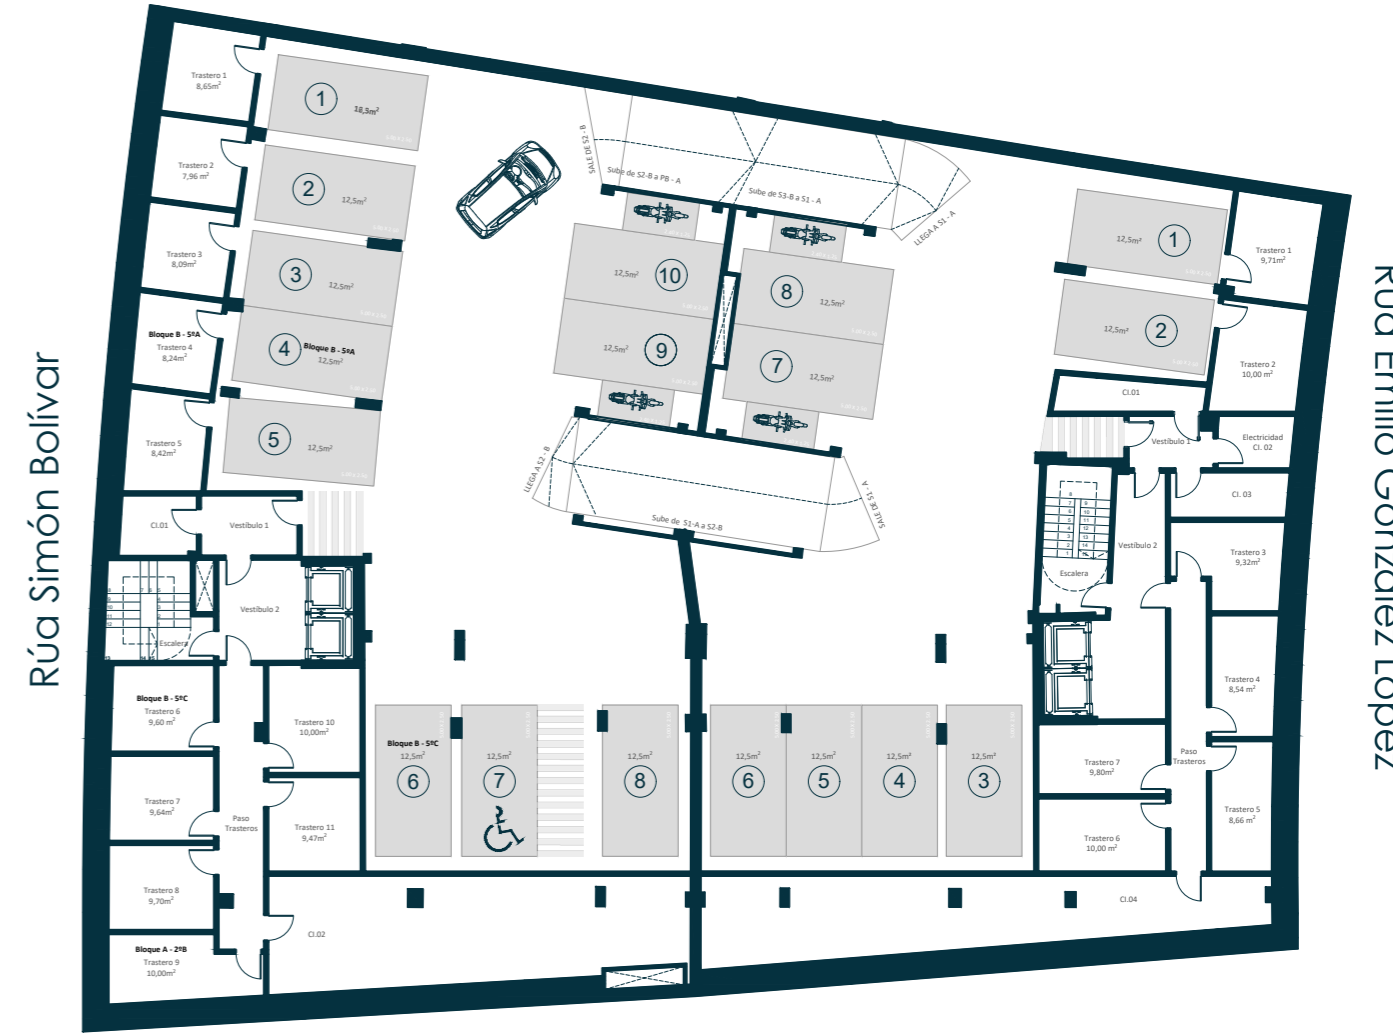 Rúa Simón Bolívar
Trastero 1
8,65m²
1
18,5m²
Trastero 2
7,96 m²
2
12,5m²
Trastero 3
8,09m²
3
12,5m²
Bloque B - 5ºA
Trastero 4
8,24m²
4
Bloque B - 5ºA
12,5m²
Trastero 5
8,42m²
5
12,5m²
SALE DE S2 - B
Sube de S2-B a PB - A
Sube de S3-B a S1 - A
LLEGA A S1 - A
12,5m²
10
12,5m²
9
8
12,5m²
7
12,5m²
LLEGA A S2 - B
Sube de S1-A a S2-B
SALE DE S1 - A
12,5m²
1
Trastero 1
9,71m²
12,5m²
2
Trastero 2
10,00 m²
CI.01
Vestíbulo 1
Electricidad
CI. 02
CI. 03
Vestíbulo 2
Escalera
Trastero 3
9,32m²
Trastero 4
8,54 m²
Paso
Trasteros
Trastero 5
8,66 m²
Trastero 7
9,80m²
Trastero 6
10,00 m²
CI.04
Rúa Emilio González López
CI.01
Vestíbulo 1
Vestíbulo 2
Escalera
Bloque B - 5ºC
Trastero 6
9,60 m²
Trastero 7
9,64m²
Trastero 8
9,70m²
Bloque A - 2ºB
Trastero 9
10,00m²
Paso
Trasteros
Trastero 10
10,00m²
Trastero 11
9,47m²
CI.02
Bloque B - 5ºC
12,5m²
6
12,5m²
7
12,5m²
8
12,5m²
6
12,5m²
5
12,5m²
4
12,5m²
3